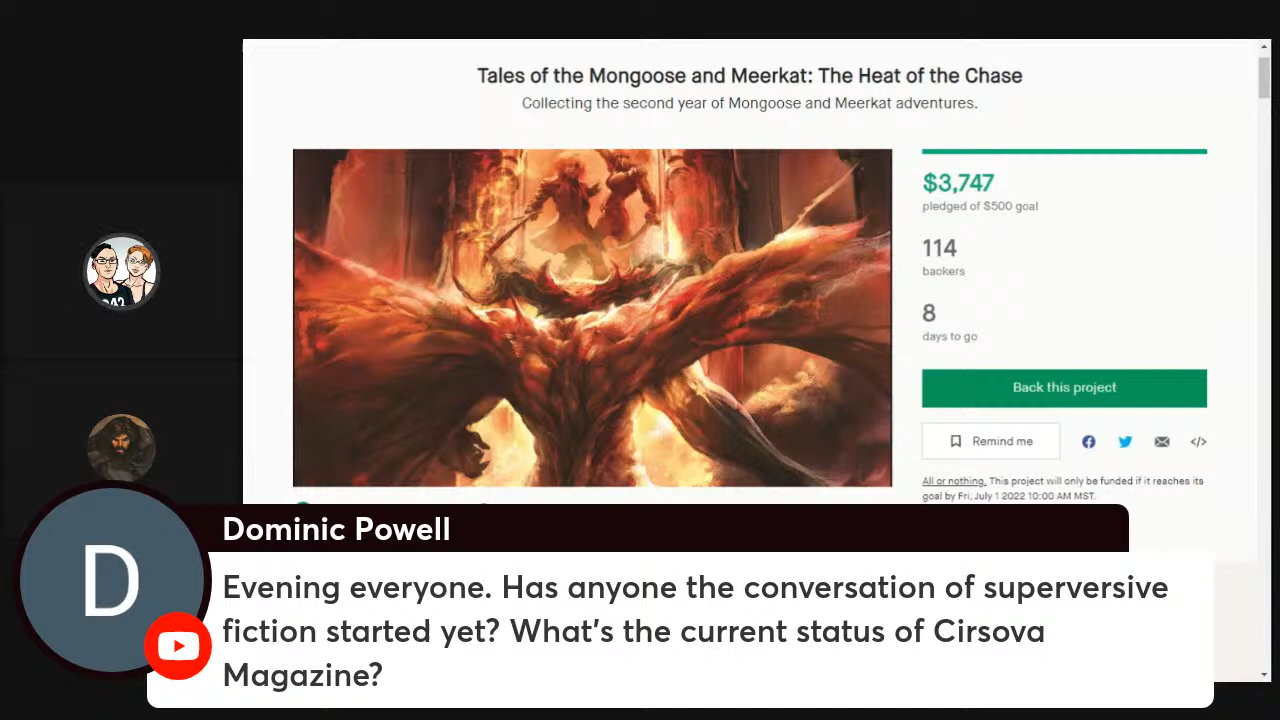 Tales of the Mongoose and Meerkat: The Heat of the Chase
Collecting the second year of Mongoose and Meerkat adventures.
$3,747
pledged of $500 goal
114
backers
8
days to go
Back this project
Remind me
</>
All or nothing. This project will only be funded if it reaches its
goal by Fri, July 1 2022 10:00 AM MST.
D
Dominic Powell
Evening everyone. Has anyone the conversation of superversive
fiction started yet? What's the current status of Cirsova
Magazine?